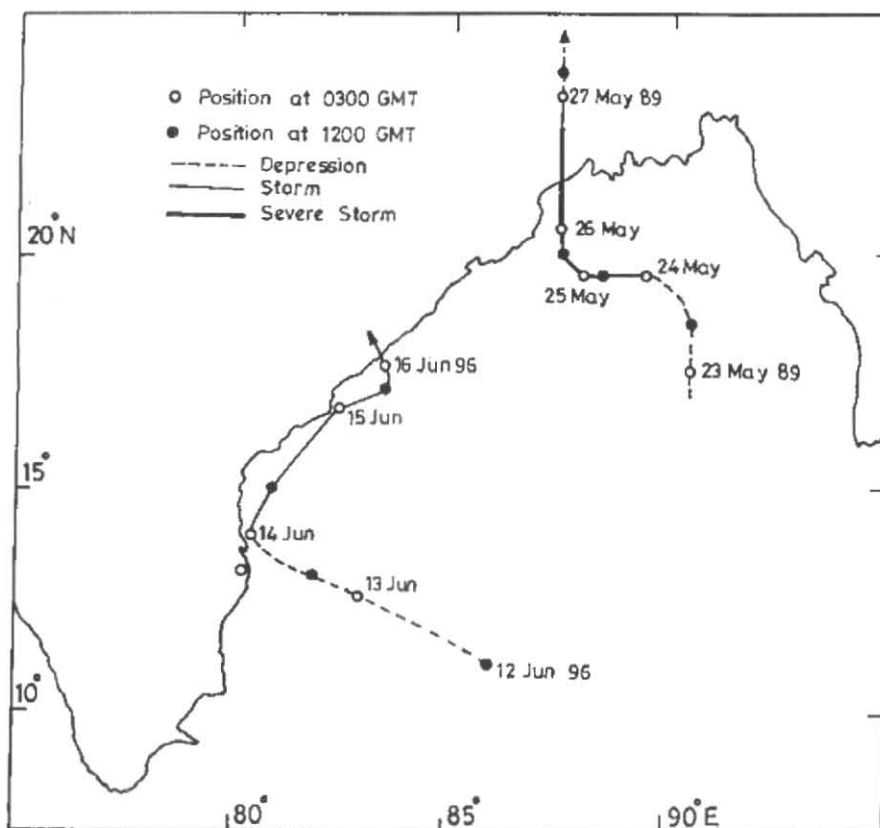 Position at 0300 GMT
Position at 1200 GMT
Depression
Storm
Severe Storm
27 May 89
20°N
26 May
24 May
25 May
16 Jun 96
23 May 89
15 Jun
15°
14 Jun
13 Jun
12 Jun 96
10°
80°
85°
90°E